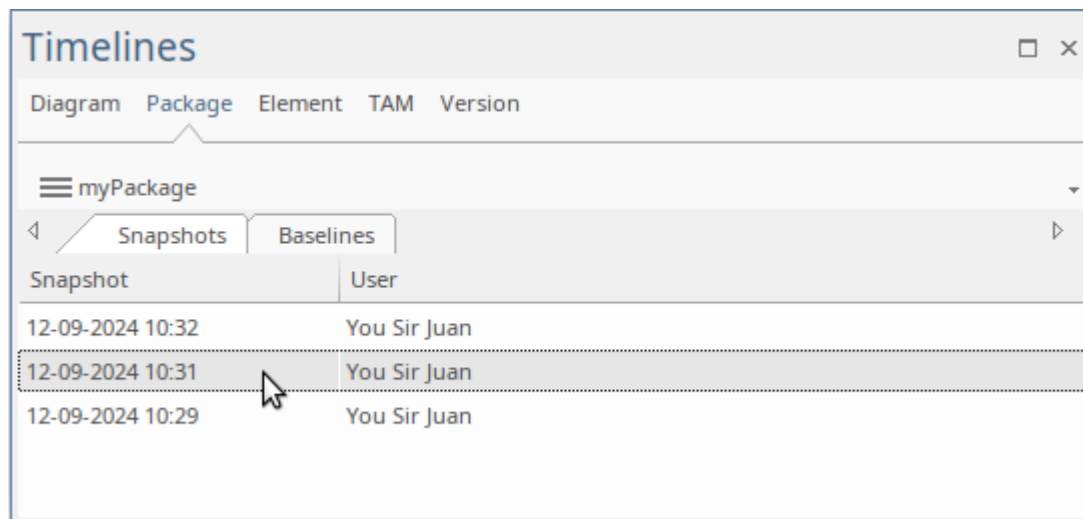 Timelines
Diagram Package Element TAM Version
myPackage
Snapshots Baselines
Snapshot User
12-09-2024 10:32 You Sir Juan
12-09-2024 10:31 You Sir Juan
12-09-2024 10:29 You Sir Juan